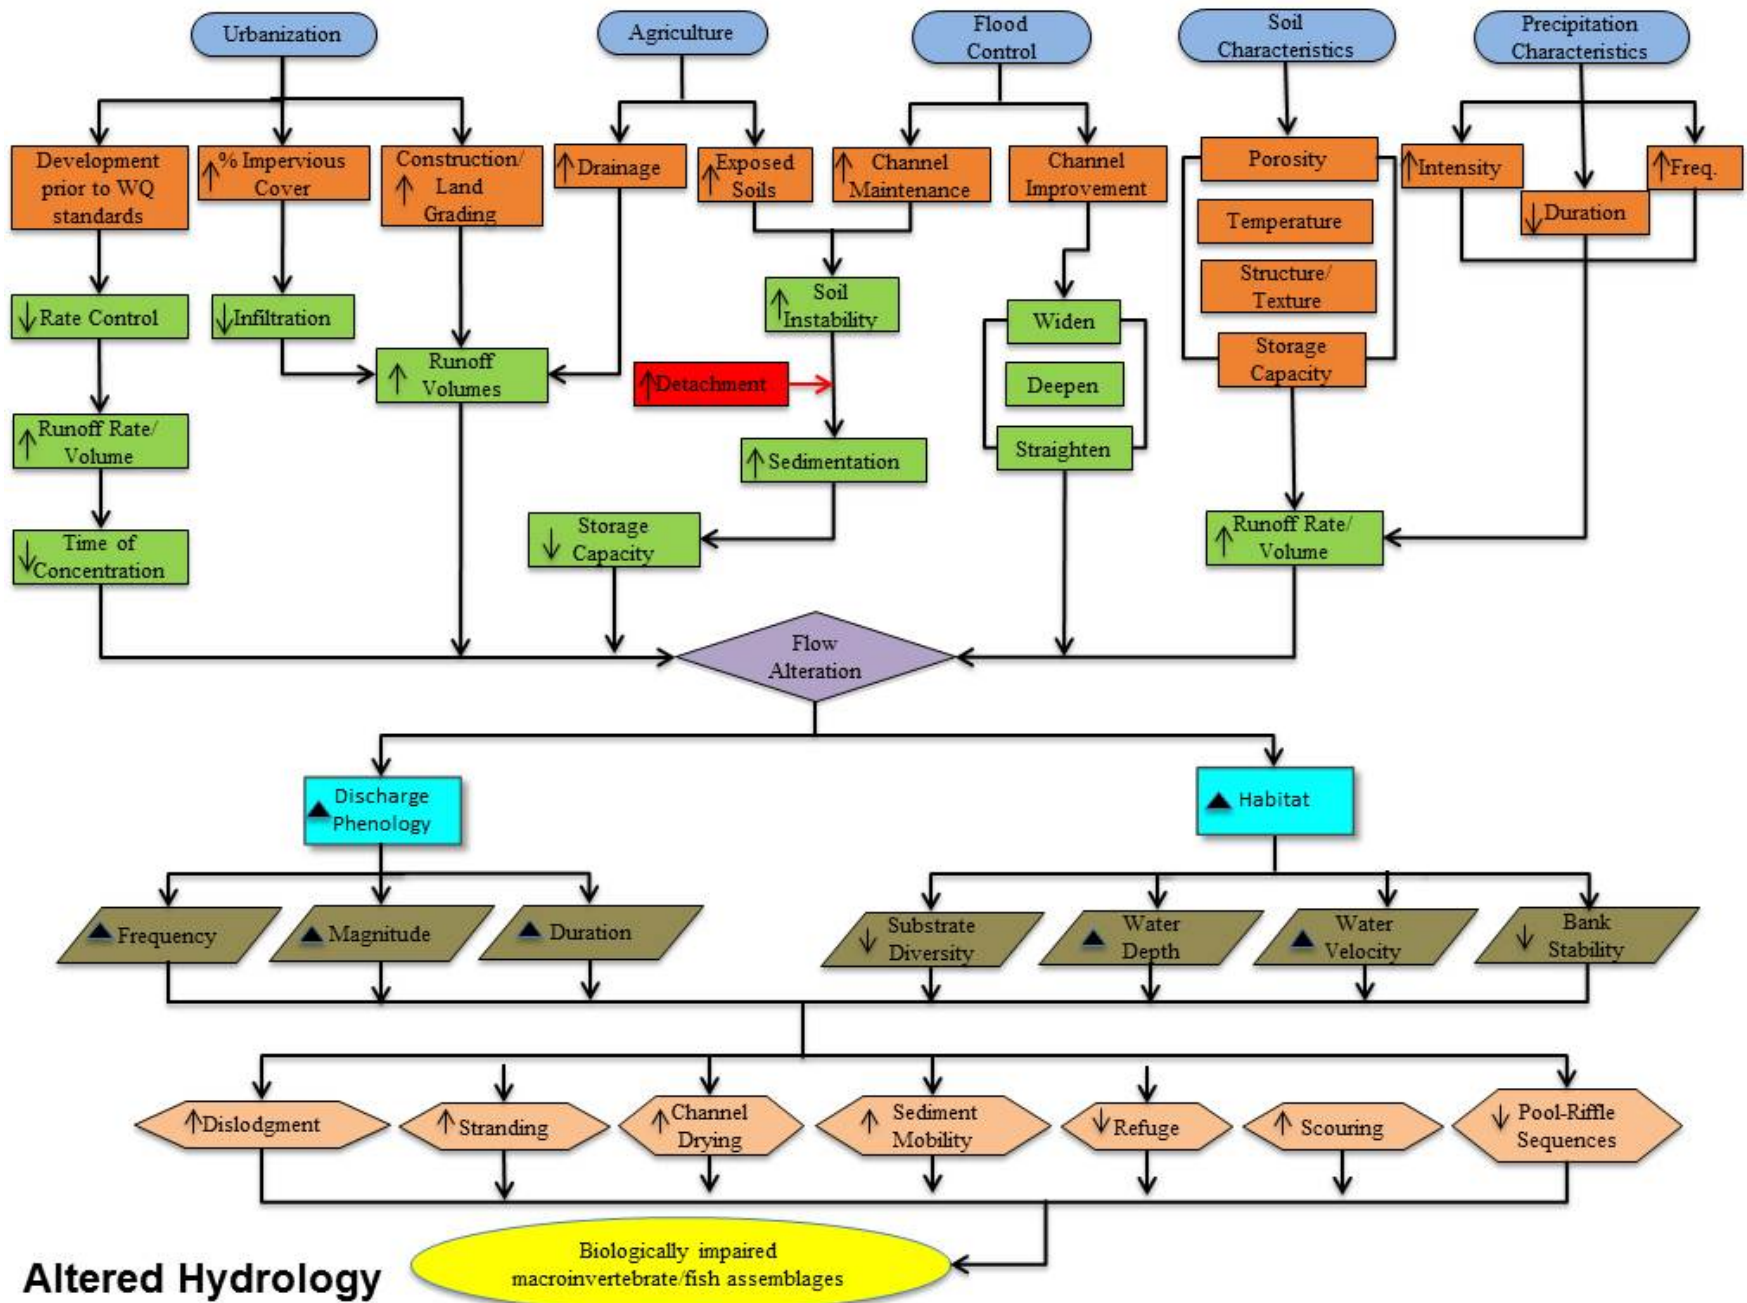 Urbanization
Agriculture
Flood
Control
Soil
Characteristics
Precipitation
Characteristics
Development
prior to WQ
standards
↑% Impervious
Cover
Construction/
↑ Land
Grading
↑Drainage
↑Exposed
Soils
↑ Channel
Maintenance
Channel
Improvement
Porosity
Temperature
Structure/
Texture
Storage
Capacity
↑Intensity
↓Duration
↑Freq.
↓Rate Control
↓Infiltration
↑ Soil
Instability
Widen
Deepen
Straighten
↑ Runoff
Volumes
↑Detachment
↑Runoff Rate/
Volume
↑Sedimentation
↓ Time of
Concentration
↓ Storage
Capacity
↑Runoff Rate/
Volume
Flow
Alteration
▲ Discharge
Phenology
▲ Habitat
▲Frequency
▲Magnitude
▲ Duration
↓ Substrate
Diversity
▲ Water
Depth
▲ Water
Velocity
↓ Bank
Stability
↑Dislodgment
↑Stranding
↑Channel
Drying
↑ Sediment
Mobility
↓Refuge
↑ Scouring
↓ Pool-Riffle
Sequences
Biologically impaired
macroinvertebrate/fish assemblages
Altered Hydrology